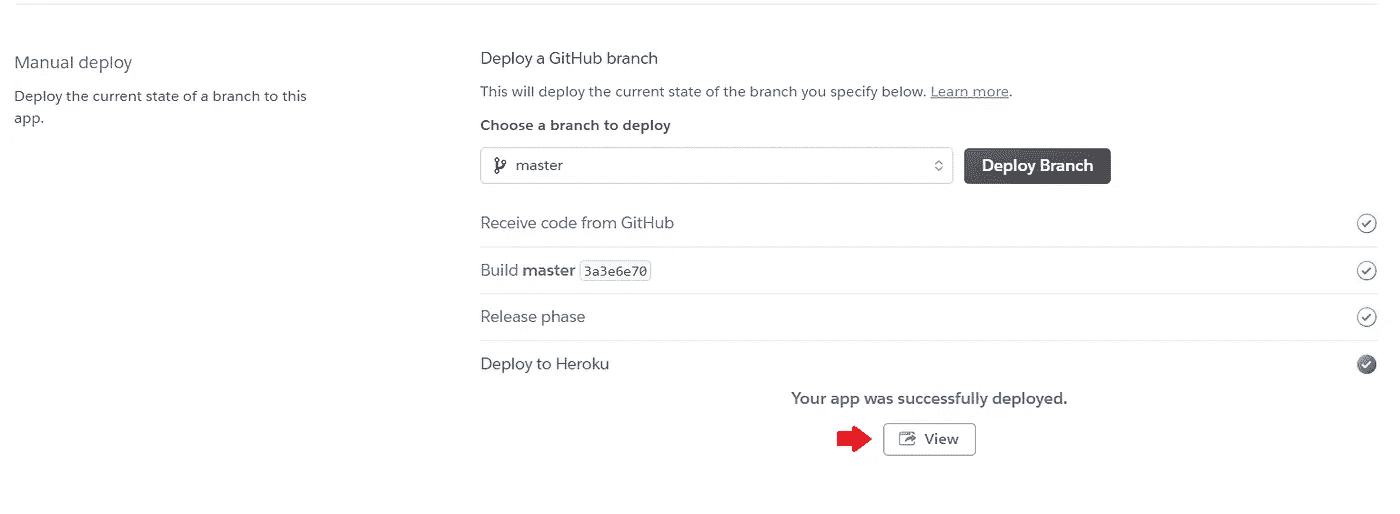 Manual deploy
Deploy the current state of a branch to this
app.
Deploy a GitHub branch
This will deploy the current state of the branch you specify below. Learn more.
Choose a branch to deploy
master
Deploy Branch
Receive code from GitHub
Build master 3a3e6e70
Release phase
Deploy to Heroku
Your app was successfully deployed.
View